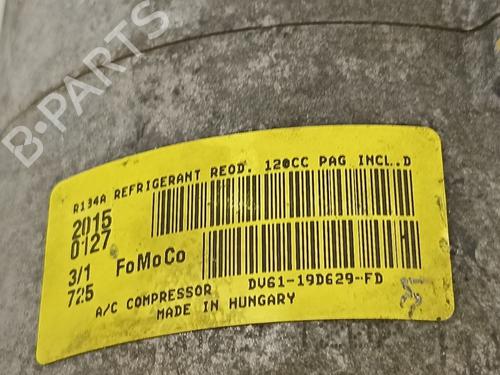 B-PARTS
R134A REFRIGERANT REQD. 120CC PAG INCL.D
2015
0127
3/1
725
FoMoCo
A/C COMPRESSOR DV61-19D629-FD
MADE IN HUNGARY